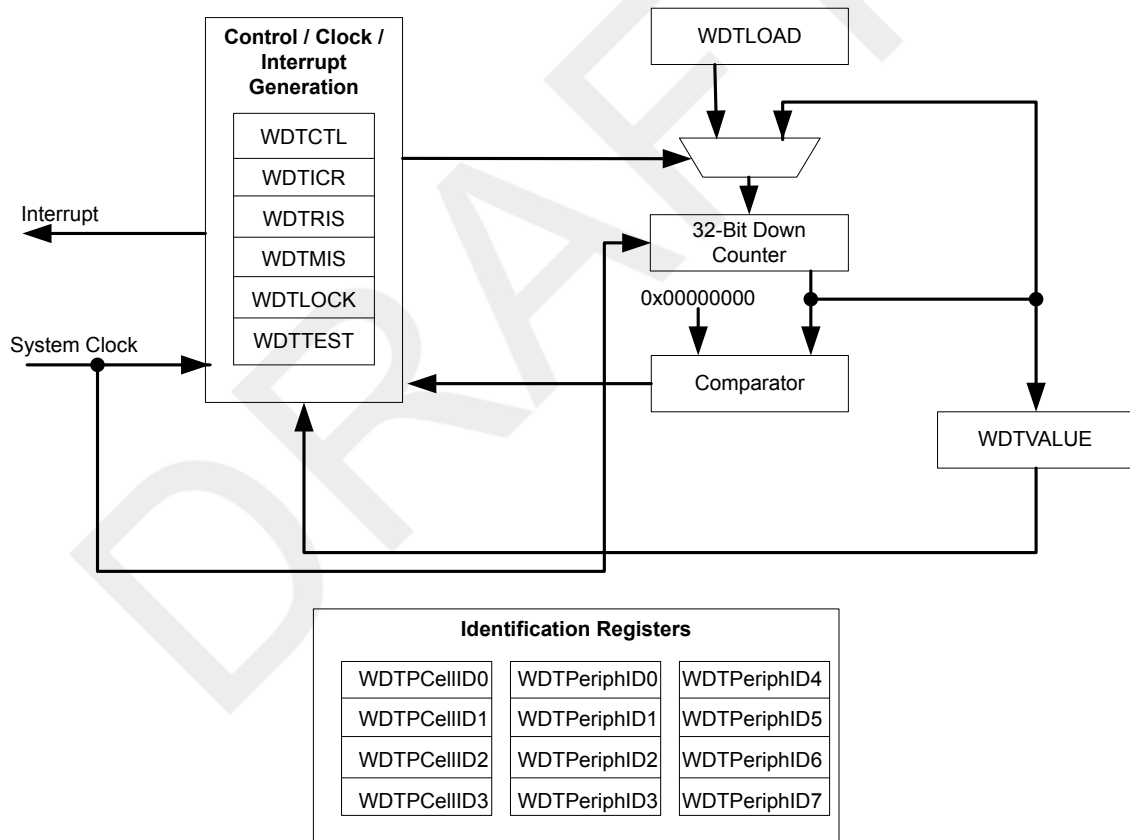 Control / Clock /
Interrupt
Generation
WDTCTL
WDTICR
WDTRIS
WDTMIS
WDTLOCK
WDTTEST
Interrupt
System Clock
WDTLOAD
32-Bit Down
Counter
0x00000000
Comparator
WDTVALUE
Identification Registers
WDTPCellID0 WDTPeriphID0 WDTPeriphID4
WDTPCellID1 WDTPeriphID1 WDTPeriphID5
WDTPCellID2 WDTPeriphID2 WDTPeriphID6
WDTPCellID3 WDTPeriphID3 WDTPeriphID7
DRAFT